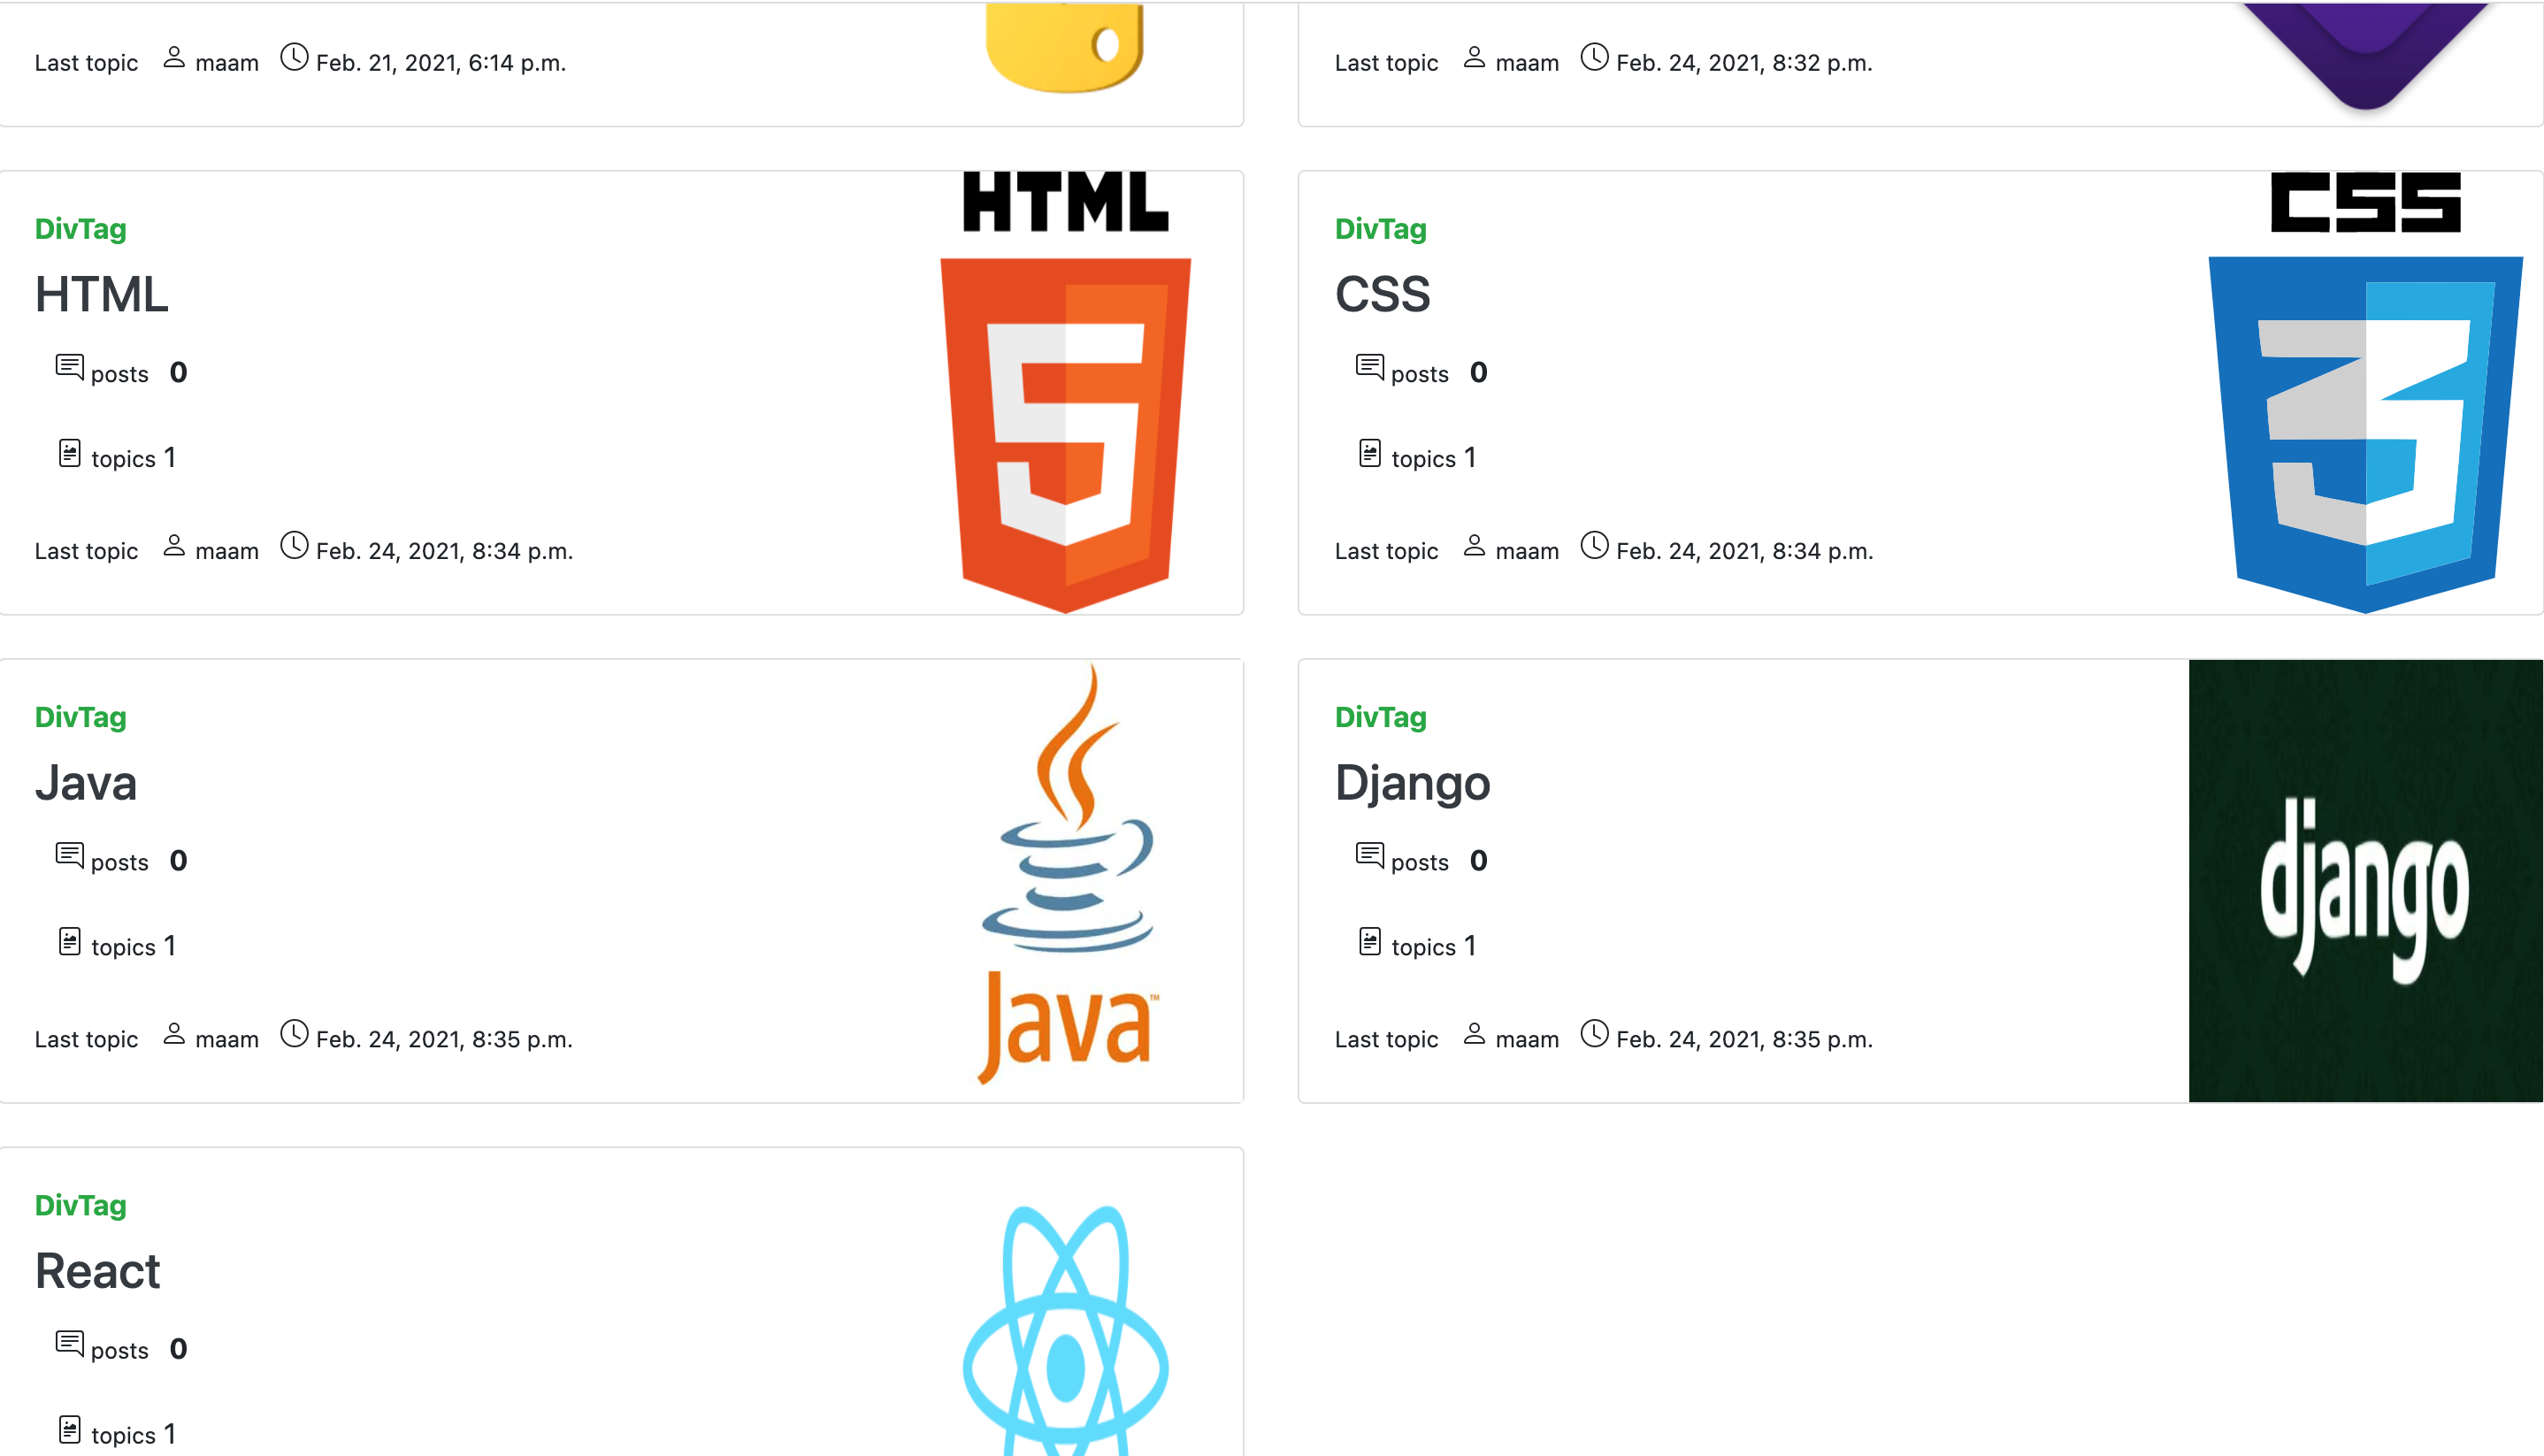 Last topic maam Feb. 21, 2021, 6:14 p.m.
Last topic maam Feb. 24, 2021, 8:32 p.m.
DivTag
HTML
posts 0
topics 1
Last topic maam Feb. 24, 2021, 8:34 p.m.
HTML
5
DivTag
CSS
posts 0
topics 1
Last topic maam Feb. 24, 2021, 8:34 p.m.
CSS
3
DivTag
Java
posts 0
topics 1
Last topic maam Feb. 24, 2021, 8:35 p.m.
Java™
DivTag
Django
posts 0
topics 1
Last topic maam Feb. 24, 2021, 8:35 p.m.
django
DivTag
React
posts 0
topics 1